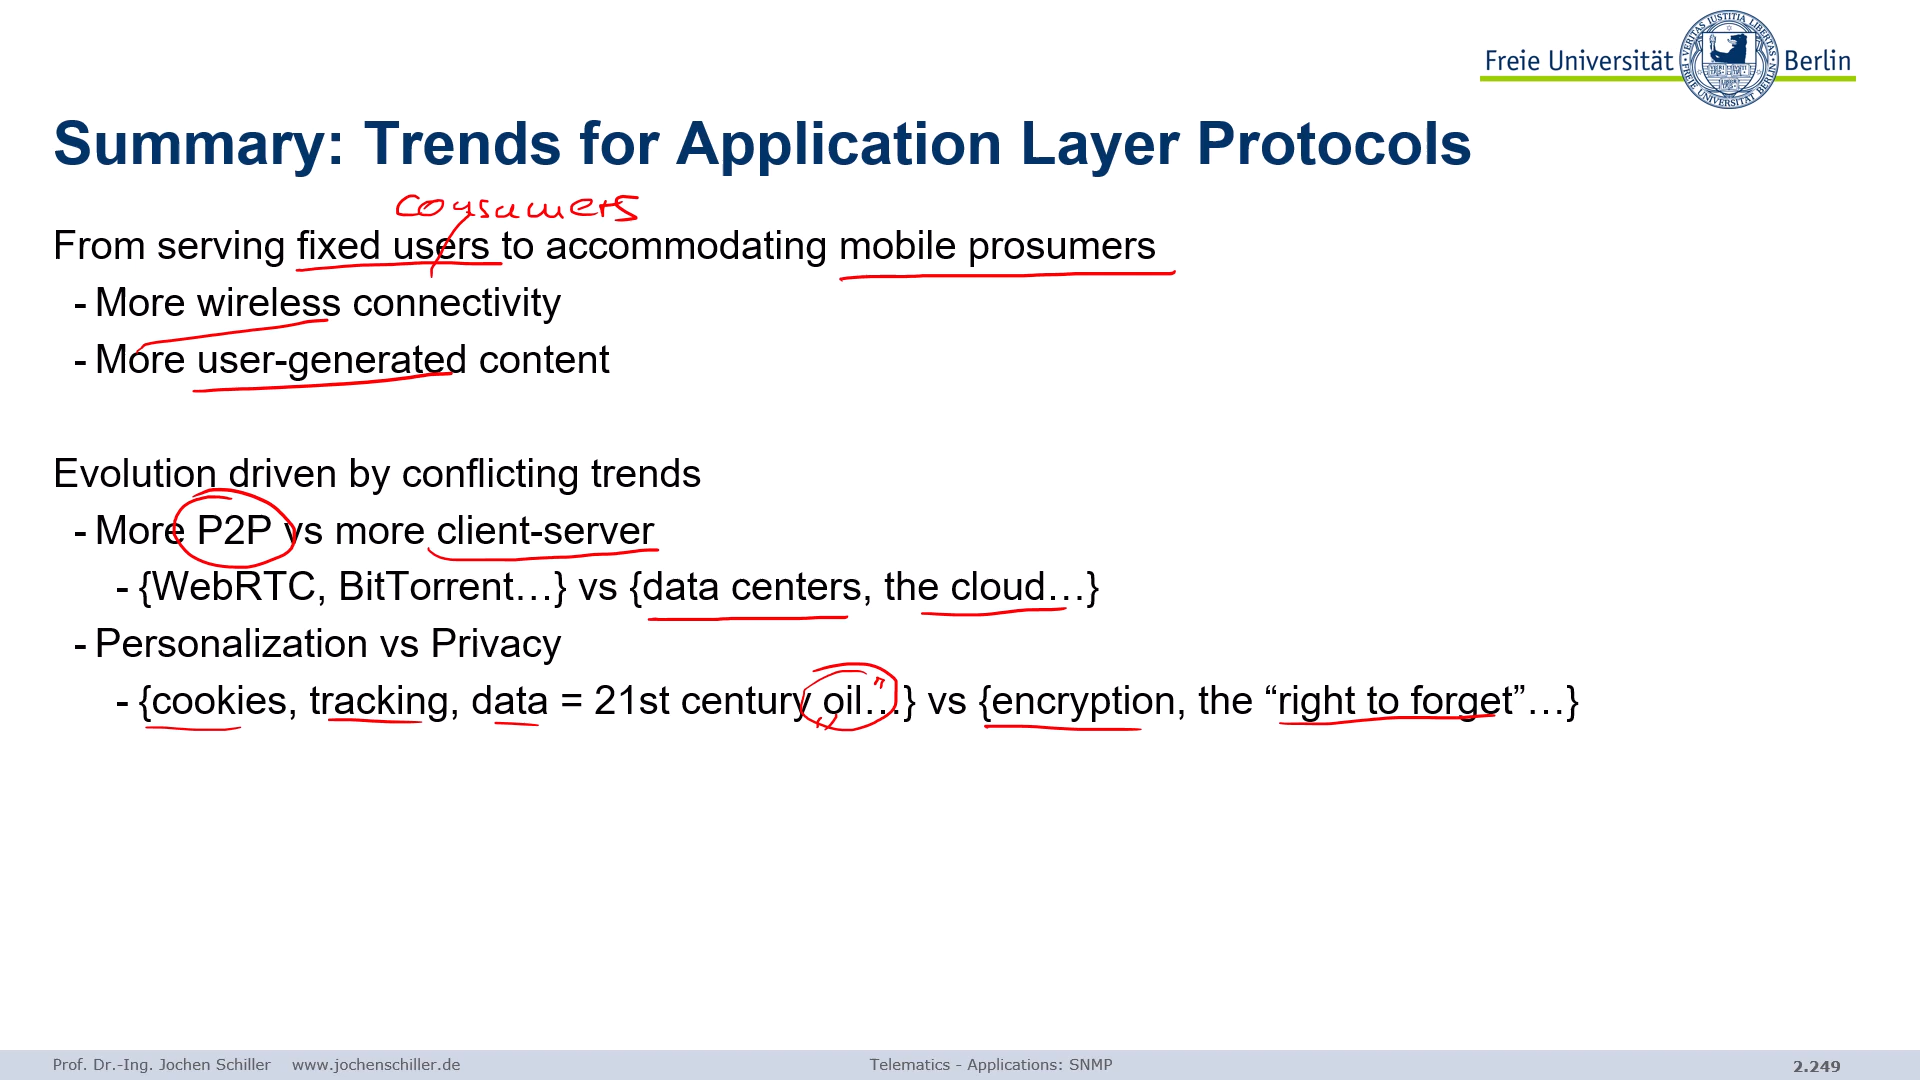 Freie Universität Berlin
Summary: Trends for Application Layer Protocols
consumers
From serving fixed users to accommodating mobile prosumers
- More wireless connectivity
- More user-generated content
Evolution driven by conflicting trends
- More P2P vs more client-server
- {WebRTC, BitTorrent…} vs {data centers, the cloud…}
- Personalization vs Privacy
- {cookies, tracking, data = 21st century „oil“…} vs {encryption, the “right to forget”…}
Prof. Dr.-Ing. Jochen Schiller www.jochenschiller.de Telematics - Applications: SNMP 2.249